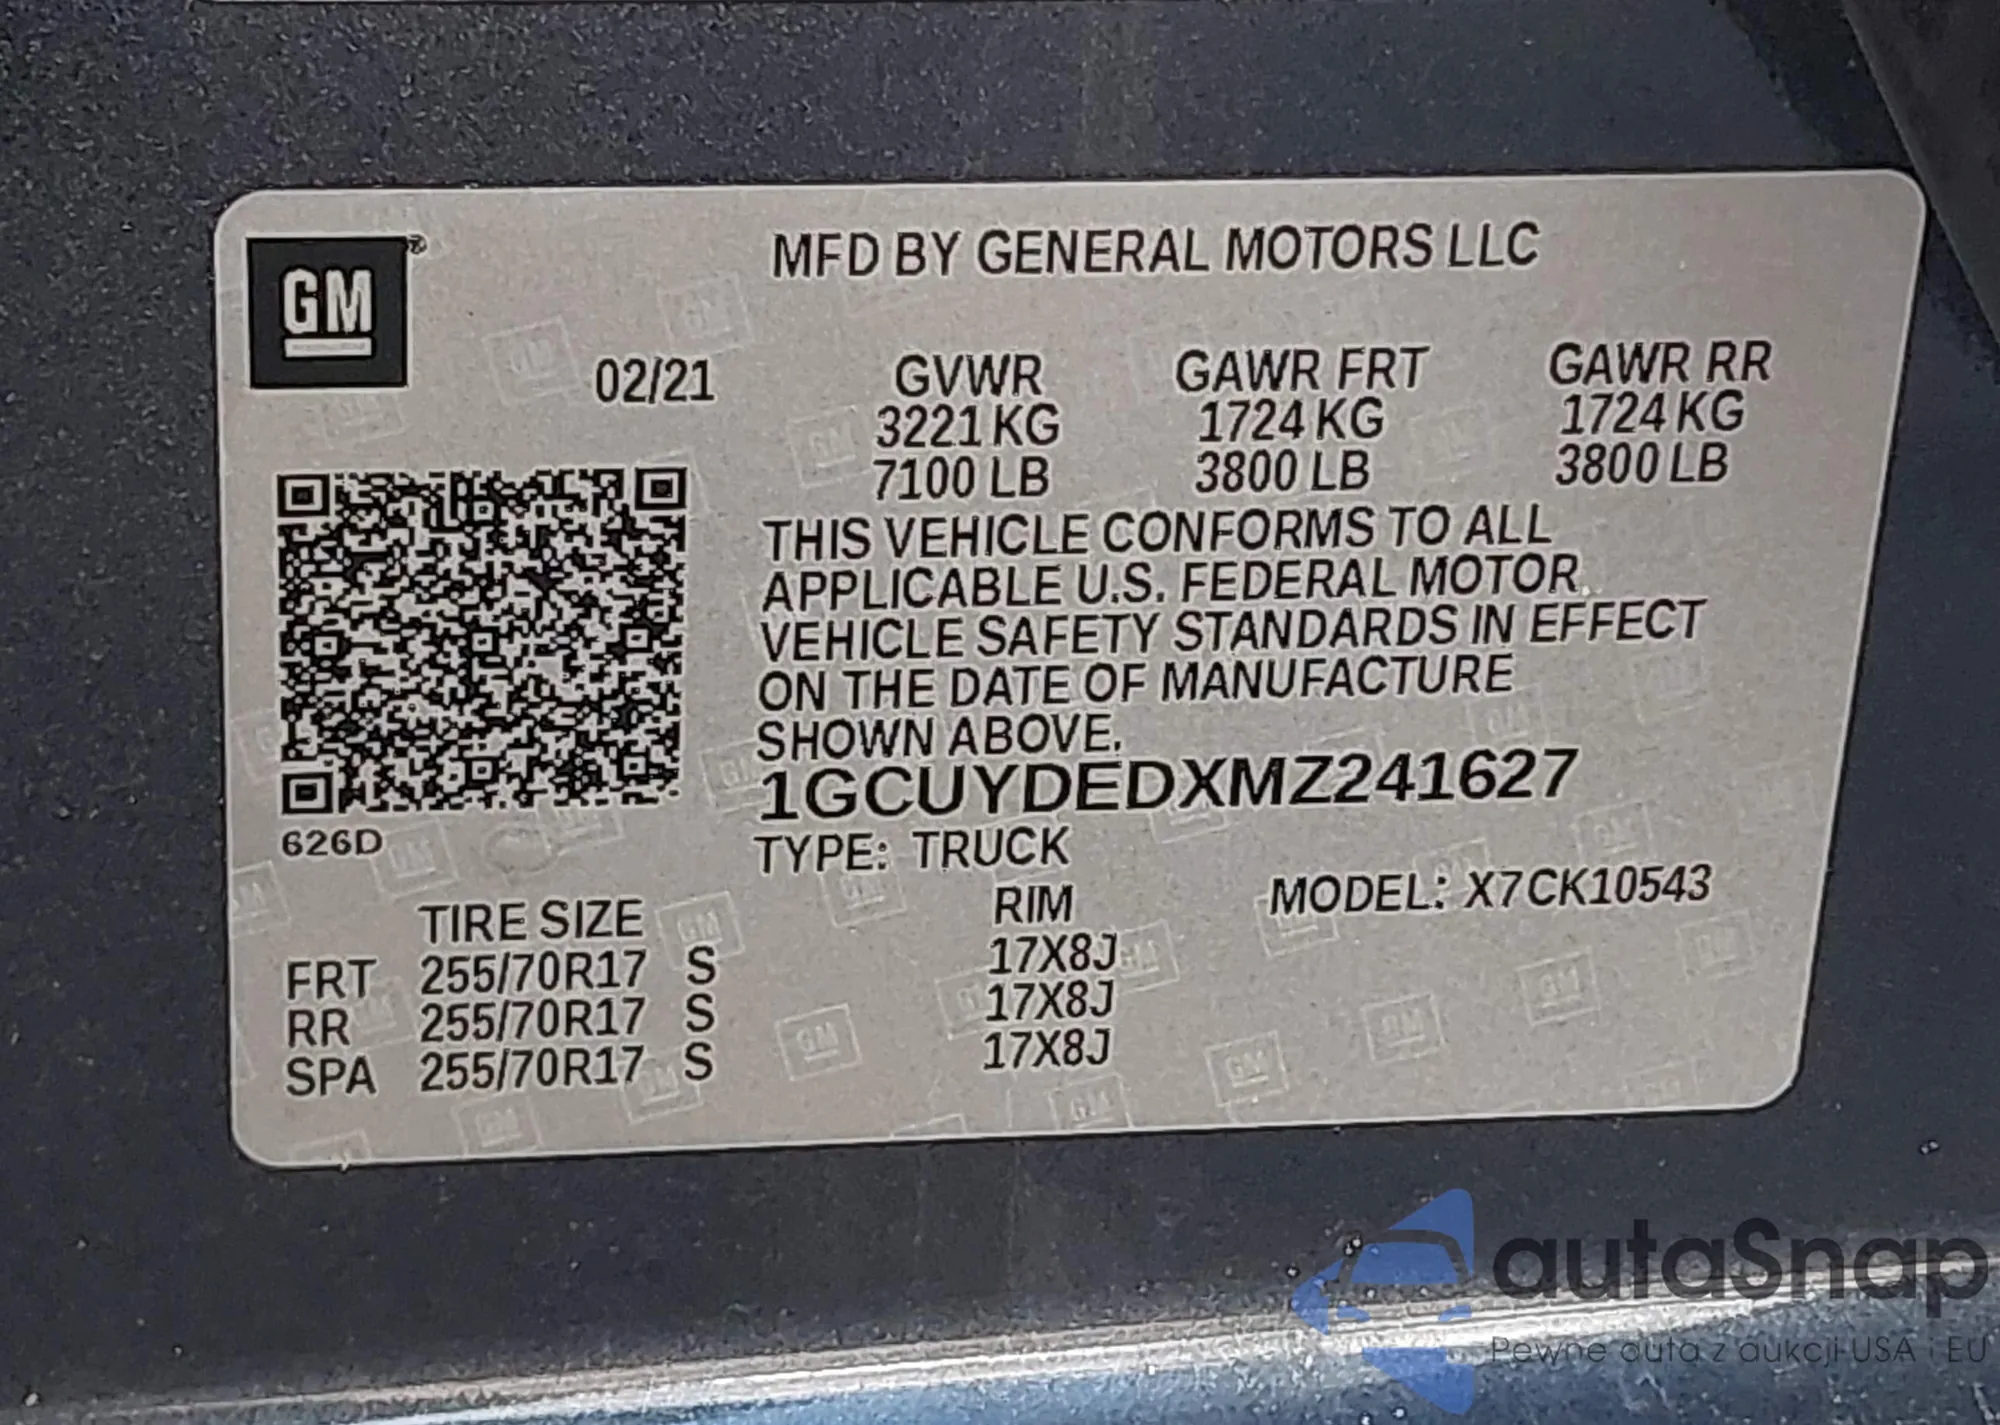 GM
®
MFD BY GENERAL MOTORS LLC
02/21
GVWR GAWR FRT GAWR RR
3221 KG 1724 KG 1724 KG
7100 LB 3800 LB 3800 LB
THIS VEHICLE CONFORMS TO ALL
APPLICABLE U.S. FEDERAL MOTOR
VEHICLE SAFETY STANDARDS IN EFFECT
ON THE DATE OF MANUFACTURE
SHOWN ABOVE.
1GCUYDEDXMZ241627
626D
TYPE: TRUCK
MODEL: X7CK10543
TIRE SIZE RIM
FRT 255/70R17 S 17X8J
RR 255/70R17 S 17X8J
SPA 255/70R17 S 17X8J
autaSnap
Pewne auta z aukcji USA i EU